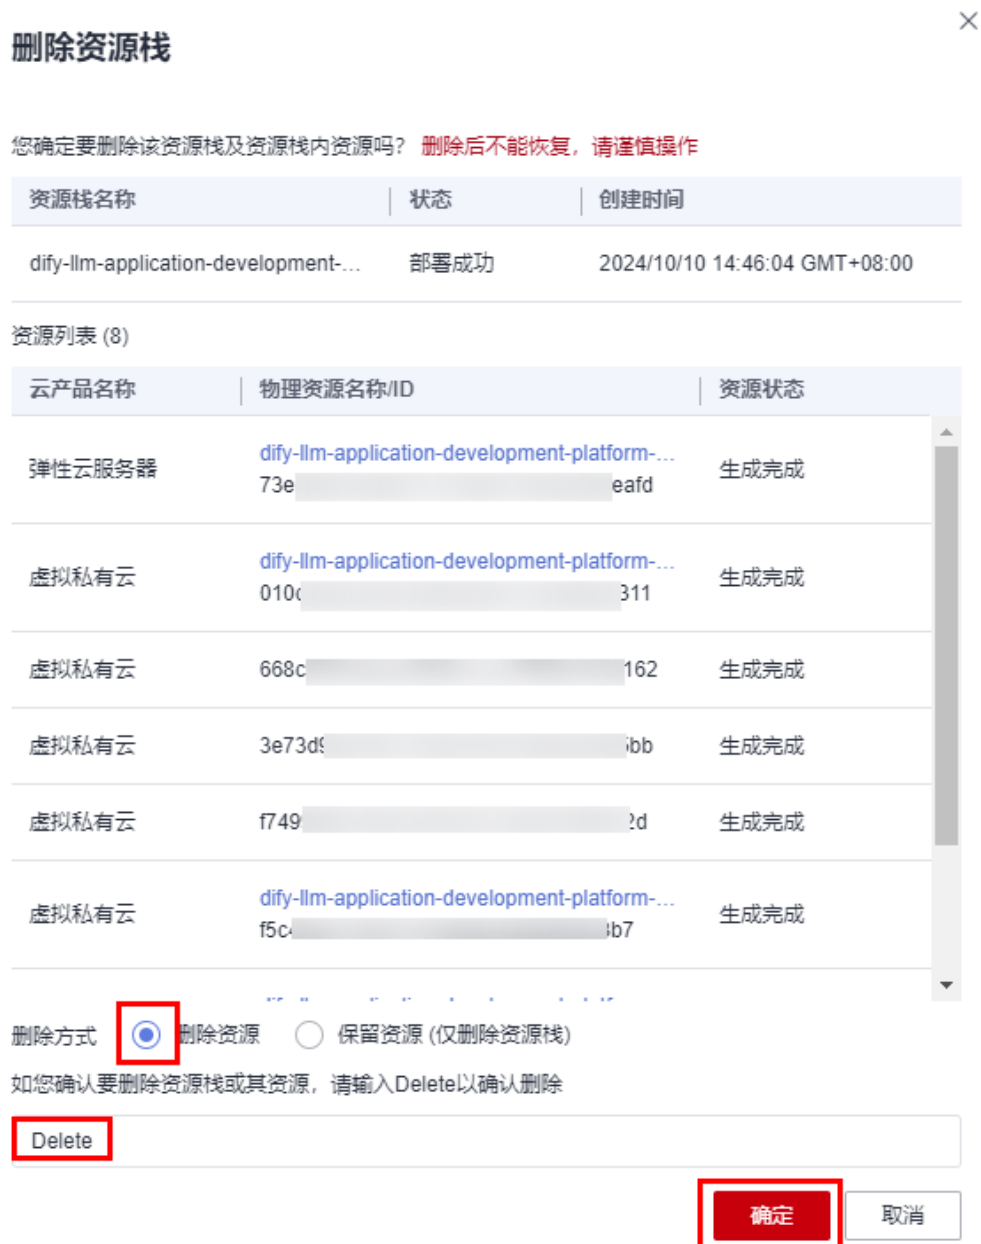 删除资源栈
您确定要删除该资源栈及资源栈内资源吗？ 删除后不能恢复，请谨慎操作
资源栈名称 状态 创建时间
dify-llm-application-development-... 部署成功 2024/10/10 14:46:04 GMT+08:00
资源列表 (8)
云产品名称 物理资源名称/ID 资源状态
dify-llm-application-development-platform-...
弹性云服务器 生成完成
73e eafd
dify-llm-application-development-platform-...
虚拟私有云 生成完成
010 311
虚拟私有云 668c 162 生成完成
虚拟私有云 3e73d9 bb 生成完成
虚拟私有云 f749 2d 生成完成
dify-llm-application-development-platform-...
虚拟私有云 生成完成
f5c b7
删除方式 删除资源 保留资源 (仅删除资源栈)
如您确认要删除资源栈或其资源，请输入Delete以确认删除
Delete
确定 取消